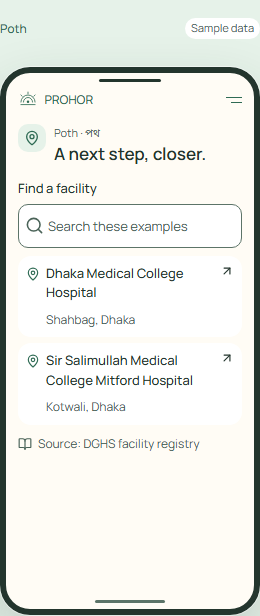 Poth
Sample data
PROHOR
Poth · পথ
A next step, closer.
Find a facility
Search these examples
Dhaka Medical College
Hospital
Shahbag, Dhaka
Sir Salimullah Medical
College Mitford Hospital
Kotwali, Dhaka
Source: DGHS facility registry